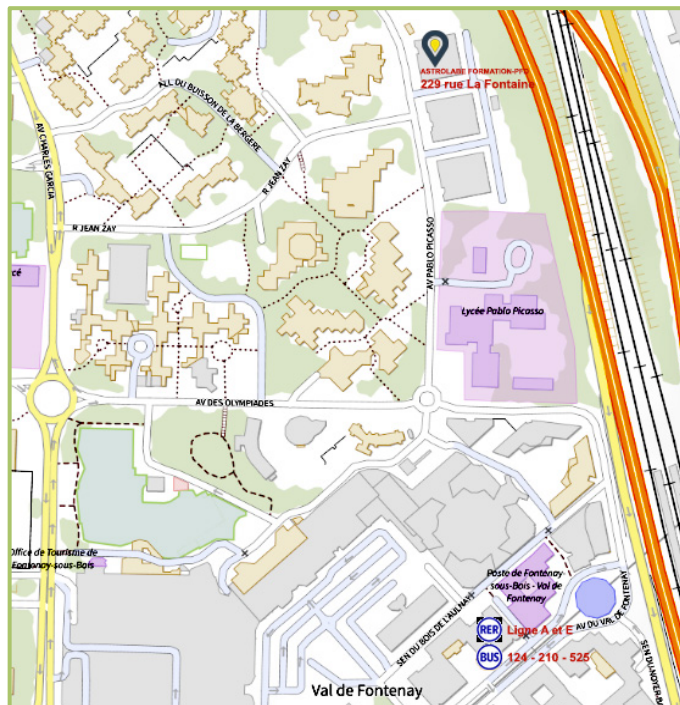 ASTROLABE FORMATION-PFD
229 rue La Fontaine
ALL DU BUISSON DE LA BERGERE
AV CHARLES GARCIA
R JEAN ZAY
R JEAN ZAY
AV PABLO PICASSO
Lycée Pablo Picasso
AV DES OLYMPIADES
Office de Tourisme de
Fontenay-sous-Bois
Poste de Fontenay
-sous-Bois - Val de
Fontenay
SEN DU BOIS DE L'AULNAY
AV DU VAL DE FONTENAY
RER Ligne A et E
BUS 124 - 210 - 525
Val de Fontenay